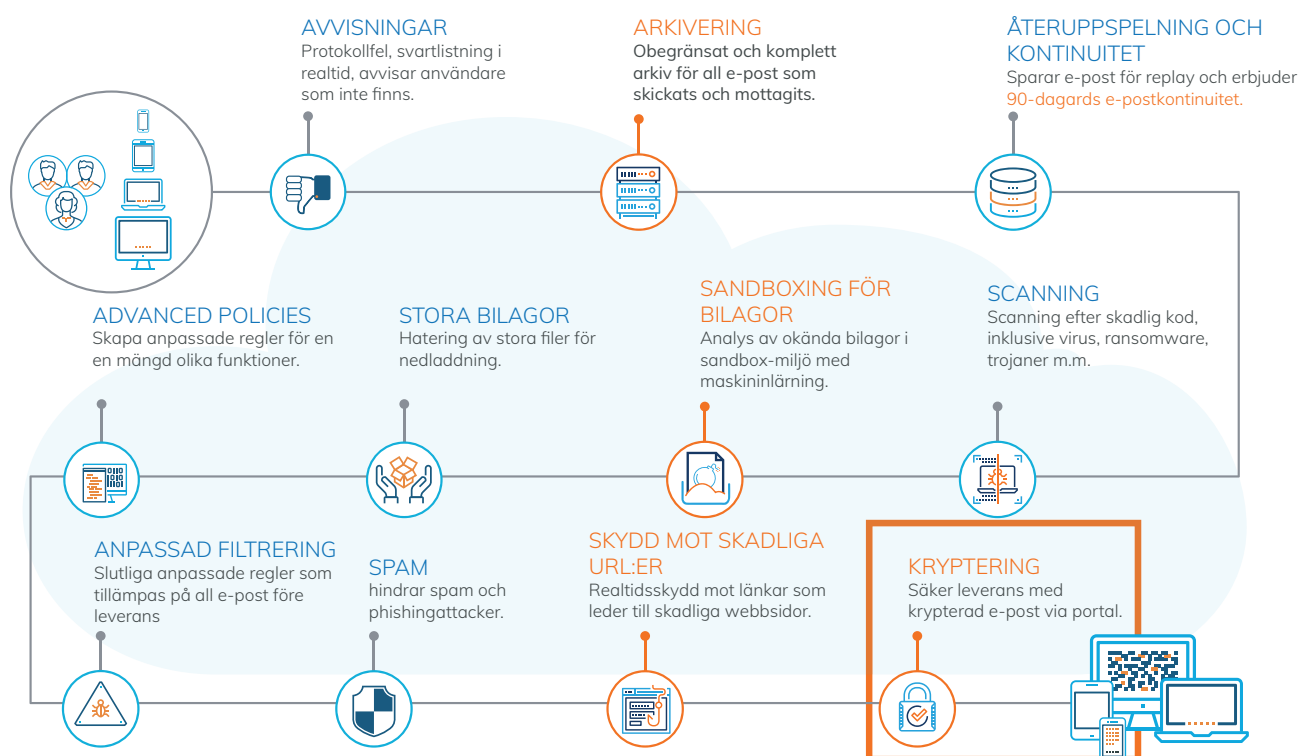 AVVISNINGAR
Protokollfel, svartlistning i
realtid, avvisar användare
som inte finns.
ARKIVERING
Obegränsat och komplett
arkiv för all e-post som
skickats och mottagits.
ÅTERUPPSPELNING OCH
KONTINUITET
Sparar e-post för replay och erbjuder
90-dagards e-postkontinuitet.
ADVANCED POLICIES
Skapa anpassade regler för en
en mängd olika funktioner.
STORA BILAGOR
Hatering av stora filer för
nedladdning.
SANDBOXING FÖR
BILAGOR
Analys av okända bilagor i
sandbox-miljö med
maskininlärning.
SCANNING
Scanning efter skadlig kod,
inklusive virus, ransomware,
trojaner m.m.
ANPASSAD FILTRERING
Slutliga anpassade regler som
tillämpas på all e-post före
leverans
SPAM
hindrar spam och
phishingattacker.
SKYDD MOT SKADLIGA
URL:ER
Realtidsskydd mot länkar som
leder till skadliga webbsidor.
KRYPTERING
Säker leverans med
krypterad e-post via portal.